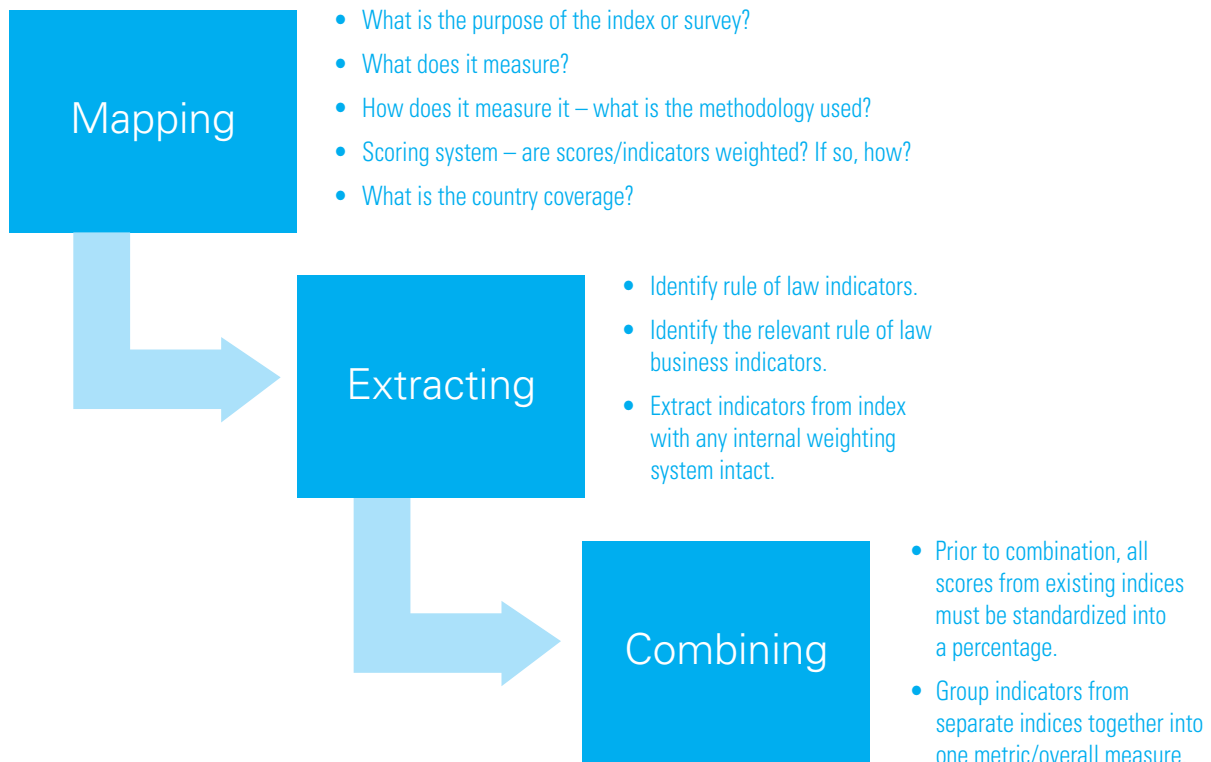 Mapping
• What is the purpose of the index or survey?
• What does it measure?
• How does it measure it – what is the methodology used?
• Scoring system – are scores/indicators weighted? If so, how?
• What is the country coverage?
Extracting
• Identify rule of law indicators.
• Identify the relevant rule of law
business indicators.
• Extract indicators from index
with any internal weighting
system intact.
Combining
• Prior to combination, all
scores from existing indices
must be standardized into
a percentage.
• Group indicators from
separate indices together into
one metric/overall measure